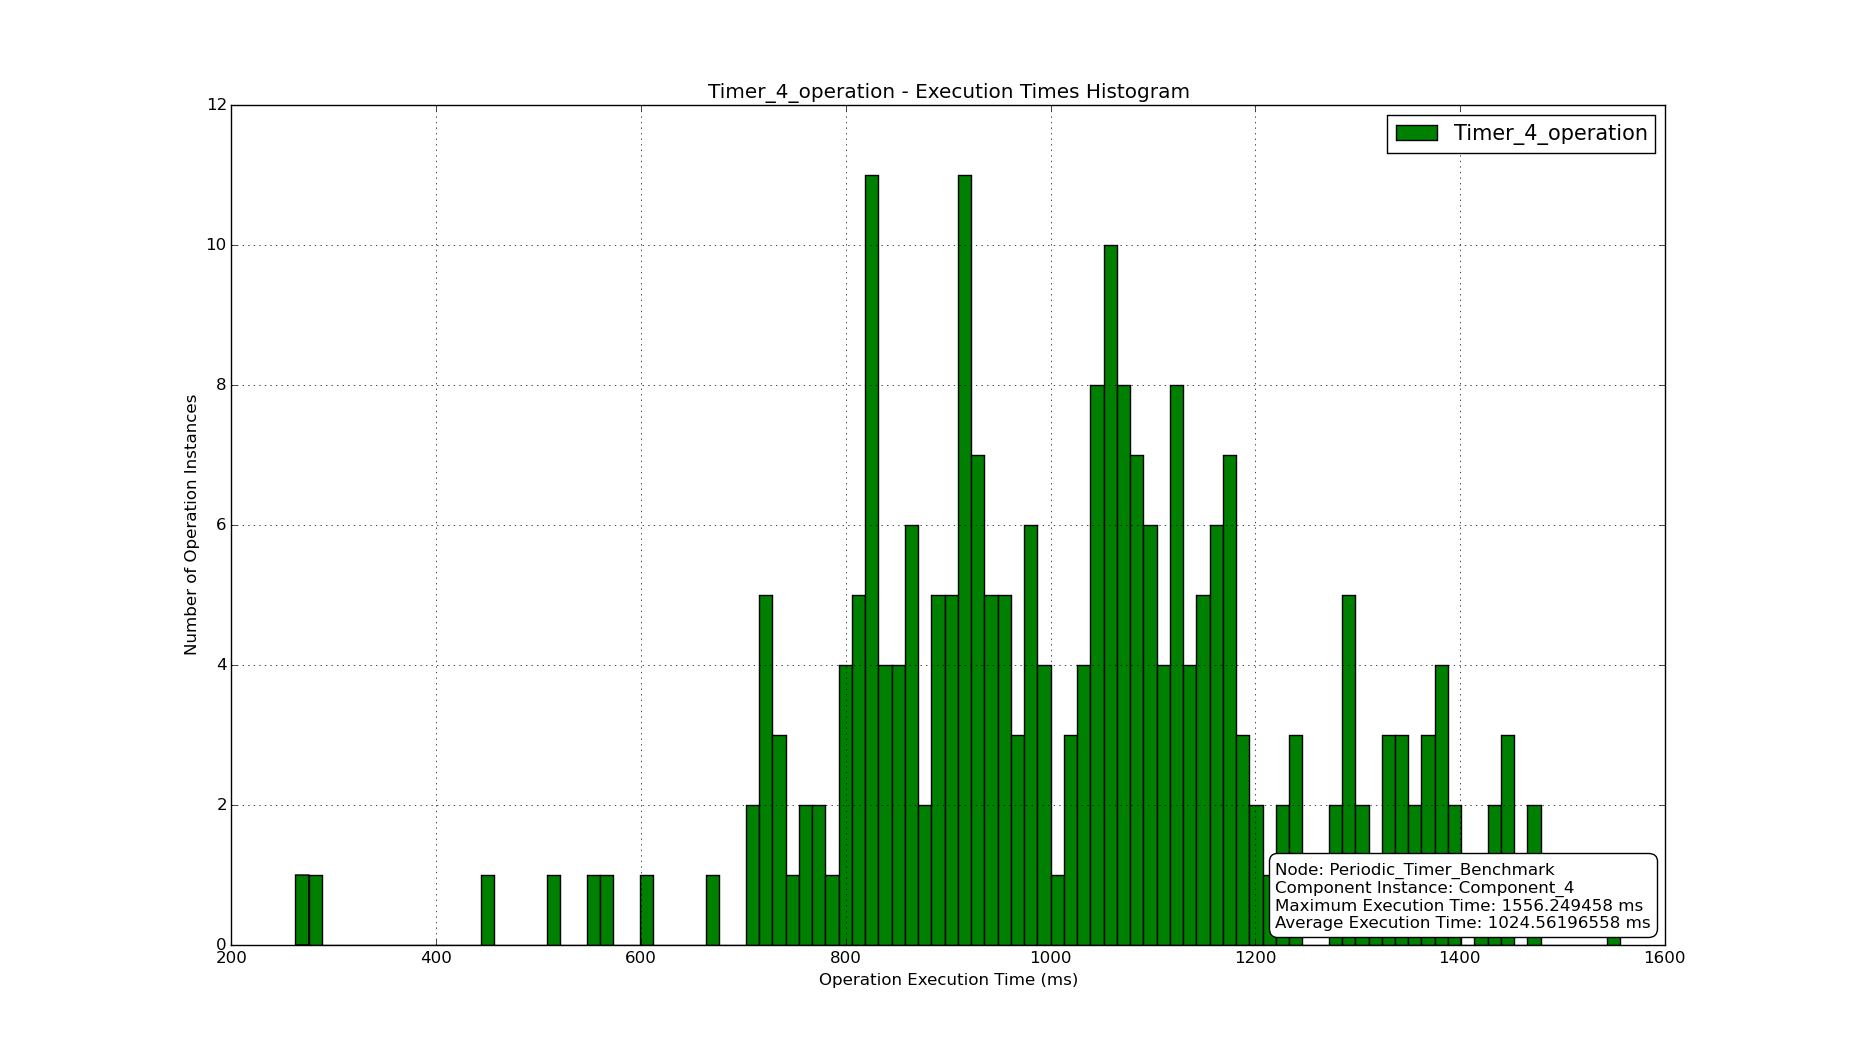 Timer_4_operation - Execution Times Histogram
Timer_4_operation
12
10
8
6
4
2
0
Number of Operation Instances
Node: Periodic_Timer_Benchmark
Component Instance: Component_4
Maximum Execution Time: 1556.249458 ms
Average Execution Time: 1024.56196558 ms
200 400 600 800 1000 1200 1400 1600
Operation Execution Time (ms)